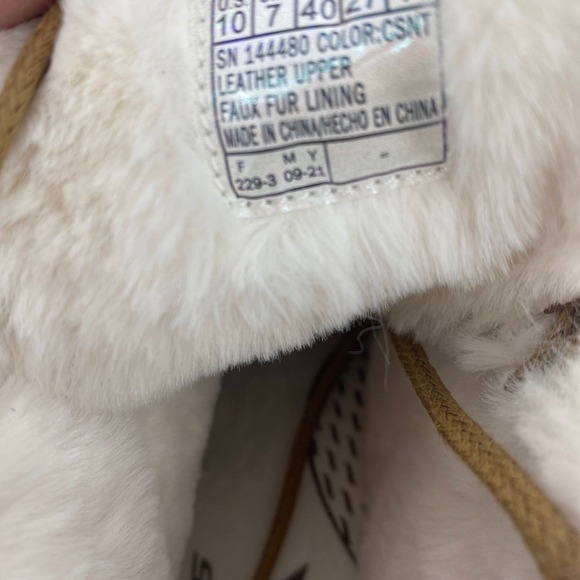 U.S.
10 7 40 27
SN 144480 COLOR:CSNT
LEATHER UPPER
FAUX FUR LINING
MADE IN CHINA/HECHO EN CHINA
F M Y -
229-3 09-21
S